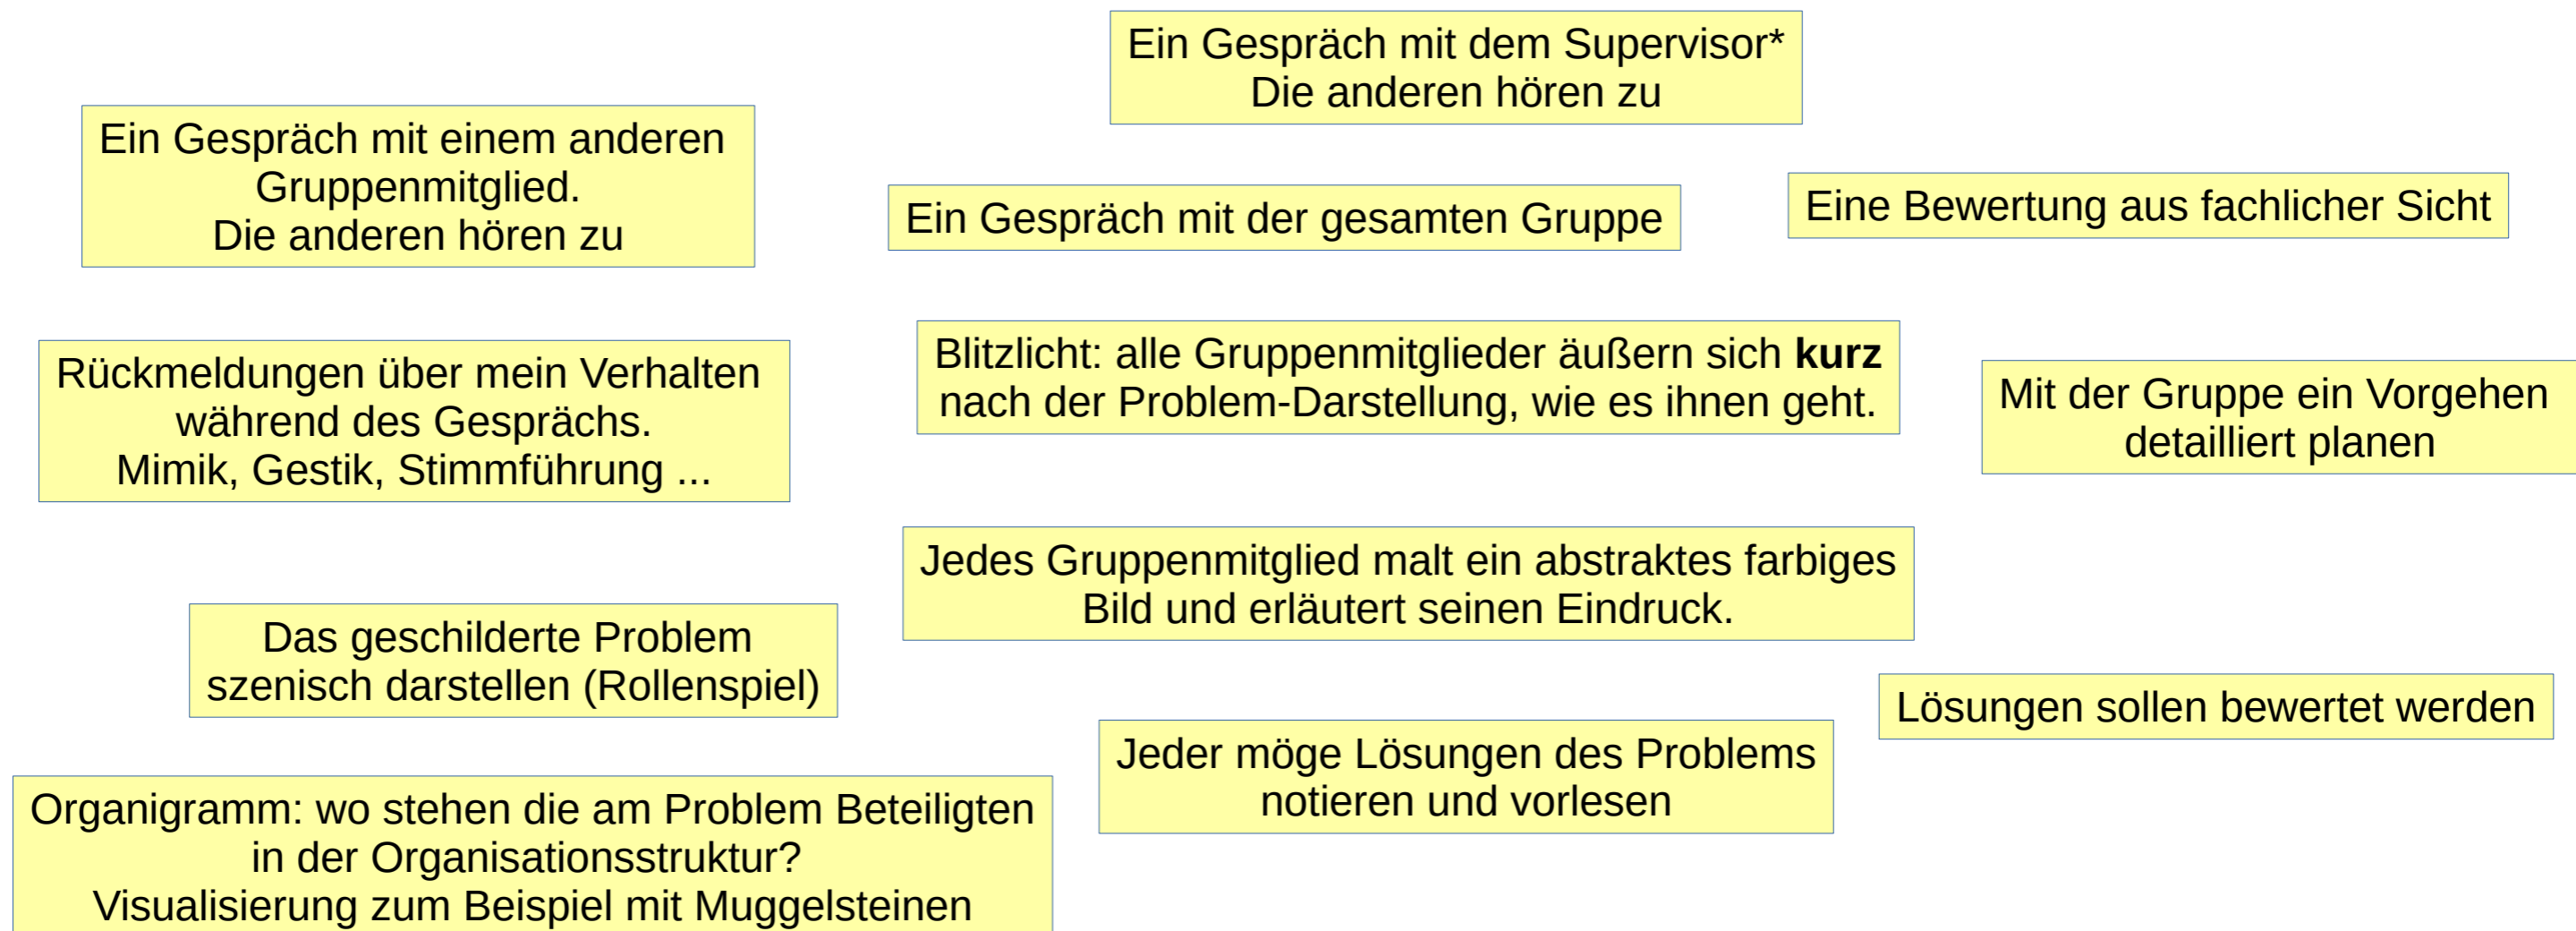 Ein Gespräch mit dem Supervisor*
Die anderen hören zu
Ein Gespräch mit einem anderen
Gruppenmitglied.
Die anderen hören zu
Ein Gespräch mit der gesamten Gruppe
Eine Bewertung aus fachlicher Sicht
Rückmeldungen über mein Verhalten
während des Gesprächs.
Mimik, Gestik, Stimmführung ...
Blitzlicht: alle Gruppenmitglieder äußern sich kurz
nach der Problem-Darstellung, wie es ihnen geht.
Mit der Gruppe ein Vorgehen
detailliert planen
Jedes Gruppenmitglied malt ein abstraktes farbiges
Bild und erläutert seinen Eindruck.
Das geschilderte Problem
szenisch darstellen (Rollenspiel)
Lösungen sollen bewertet werden
Jeder möge Lösungen des Problems
notieren und vorlesen
Organigramm: wo stehen die am Problem Beteiligten
in der Organisationsstruktur?
Visualisierung zum Beispiel mit Muggelsteinen